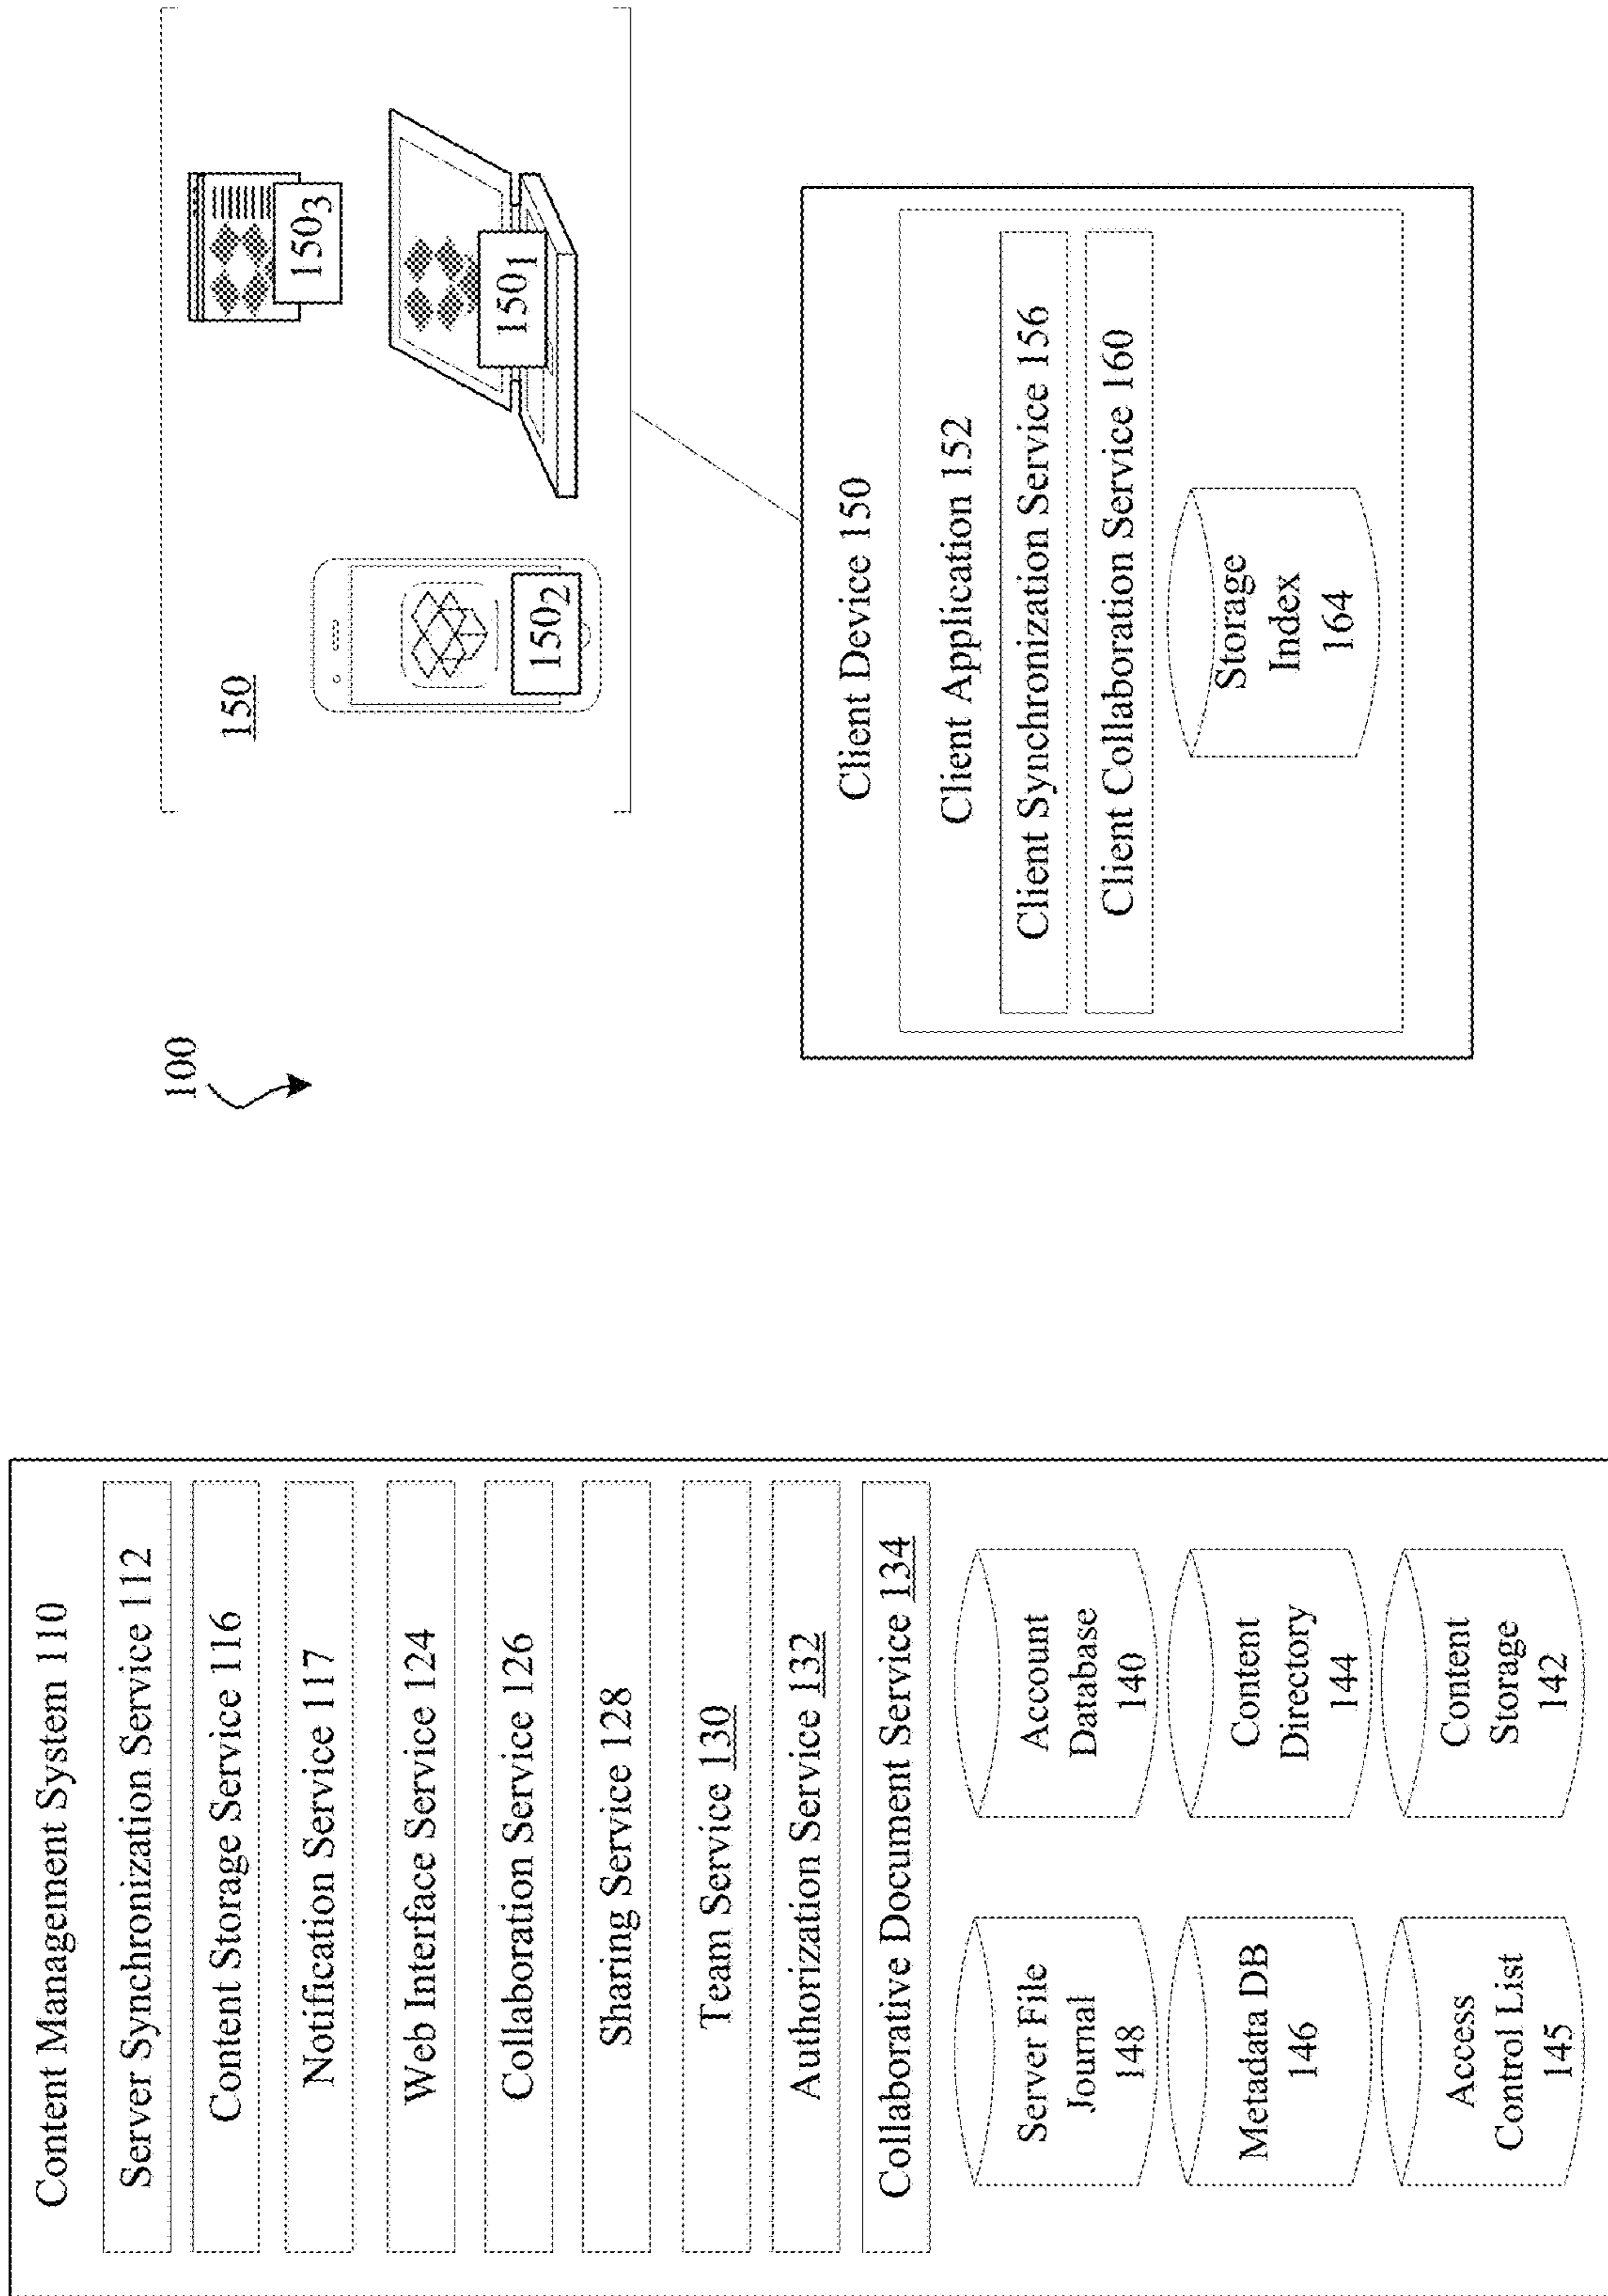 Content Management System 110
Server Synchronization Service 112
Content Storage Service 116
Notification Service 117
Web Interface Service 124
Collaboration Service 126
Sharing Service 128
Team Service 130
Authorization Service 132
Collaborative Document Service 134
Server File
Journal
148
Account
Database
140
Metadata DB
146
Content
Directory
144
Access
Control List
145
Content
Storage
142
100
150
150₂
150₁
150₃
Client Device 150
Client Application 152
Client Synchronization Service 156
Client Collaboration Service 160
Storage
Index
164